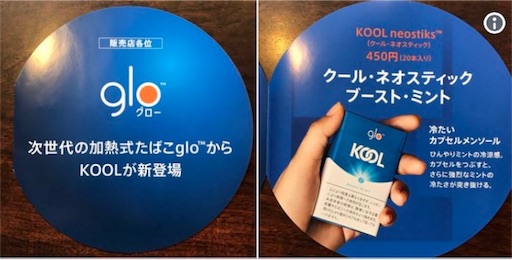 販売店各位
glo™
グロー
次世代の加熱式たばこglo™から
KOOLが新登場
KOOL neostiks™
(クール・ネオスティック)
450円(20本入り)
クール・ネオスティック
ブースト・ミント
glo™
KOOL
冷たい
カプセルメンソール
ひんやりミントの冷涼感。
カプセルをつぶすと、
さらに強烈なミントの
冷たさが突き抜ける。